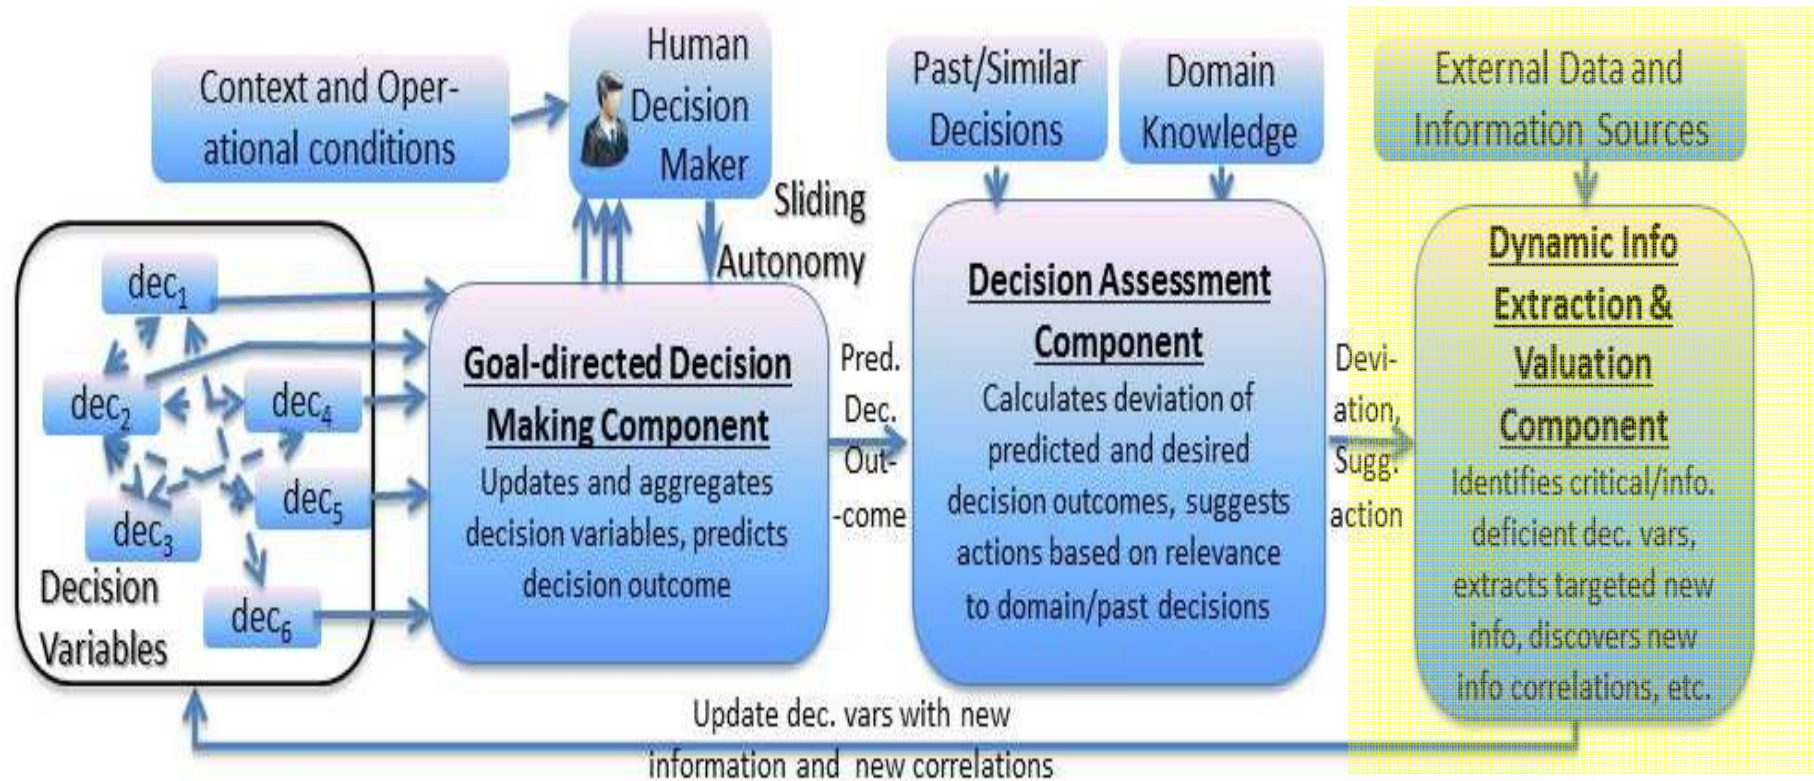 Context and Oper-
ational conditions
Human
Decision
Maker
Past/Similar
Decisions
Domain
Knowledge
External Data and
Information Sources
Sliding
Autonomy
dec1
dec2
dec3
dec4
dec5
dec6
Decision
Variables
Goal-directed Decision
Making Component
Updates and aggregates
decision variables, predicts
decision outcome
Pred.
Dec.
Out-
-come
Decision Assessment
Component
Calculates deviation of
predicted and desired
decision outcomes, suggests
actions based on relevance
to domain/past decisions
Devi-
ation,
Sugg.
action
Dynamic Info
Extraction &
Valuation
Component
Identifies critical/info.
deficient dec. vars,
extracts targeted new
info, discovers new
info correlations, etc.
Update dec. vars with new
information and new correlations